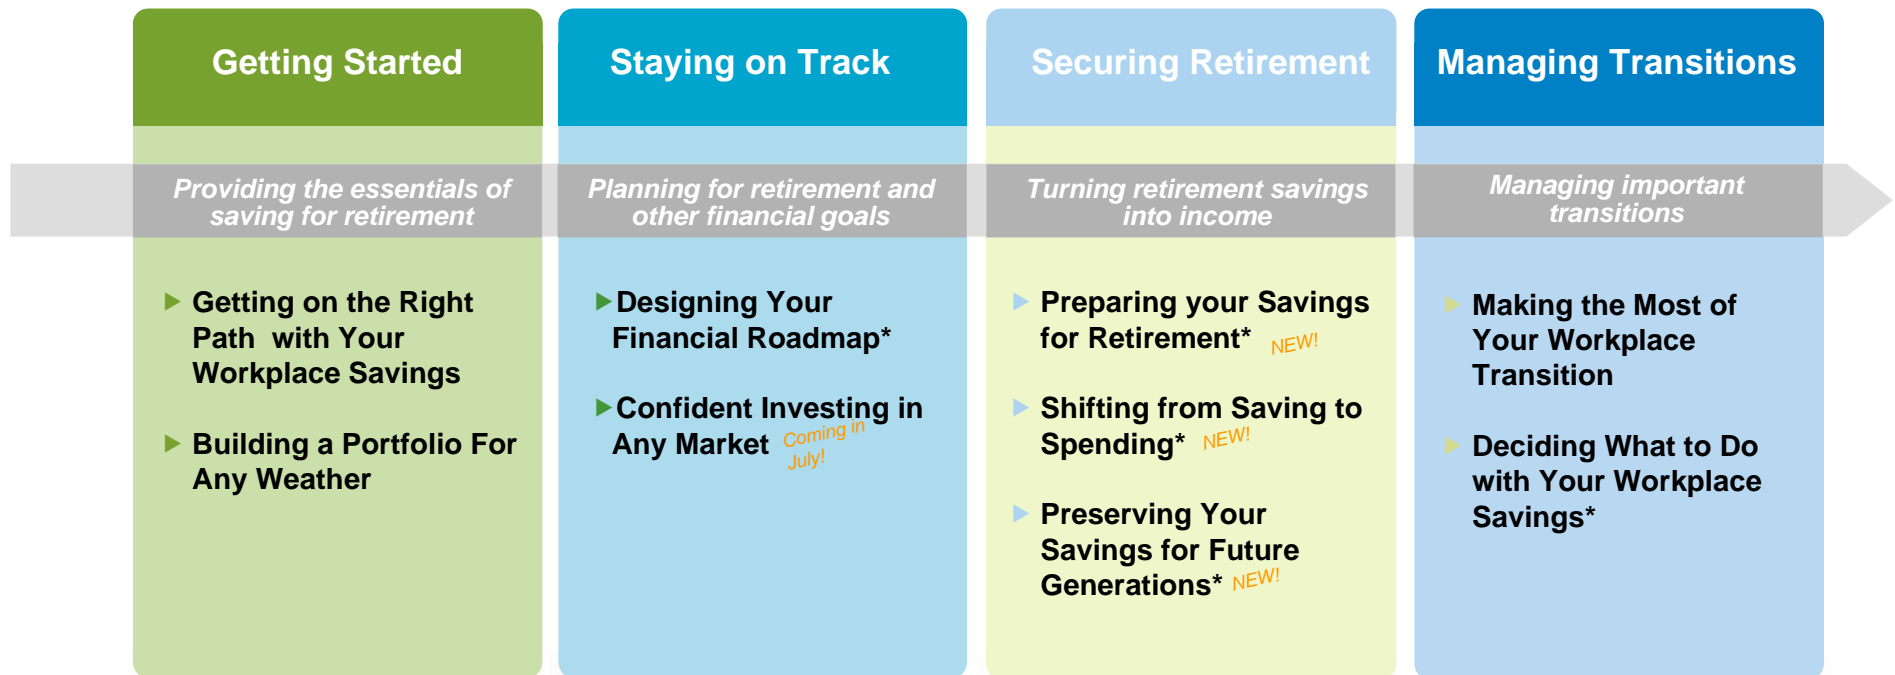 Getting Started
Providing the essentials of
saving for retirement
Getting on the Right
Path  with Your
Workplace Savings
Building a Portfolio For
Any Weather
Staying on Track
Planning for retirement and
other financial goals
Designing Your
Financial Roadmap*
Confident Investing in
Any Market
Coming in
July!
Securing Retirement
Turning retirement savings
into income
Preparing your Savings
for Retirement* NEW!
Shifting from Saving to
Spending* NEW!
Preserving Your
Savings for Future
Generations* NEW!
Managing Transitions
Managing important
transitions
Making the Most of
Your Workplace
Transition
Deciding What to Do
with Your Workplace
Savings*